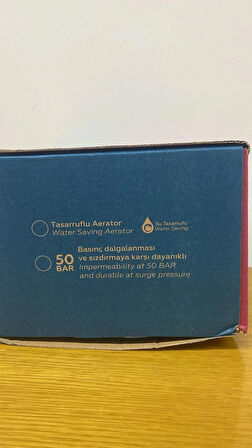 Tasarruflu Aerator
Water Saving Aerator
Su Tasarrufu
Water Saving
50
BAR
Basınç dalgalanması
ve sızdırmaya karşı dayanıklı
Impermeability at 50 BAR
and durable at surge pressure